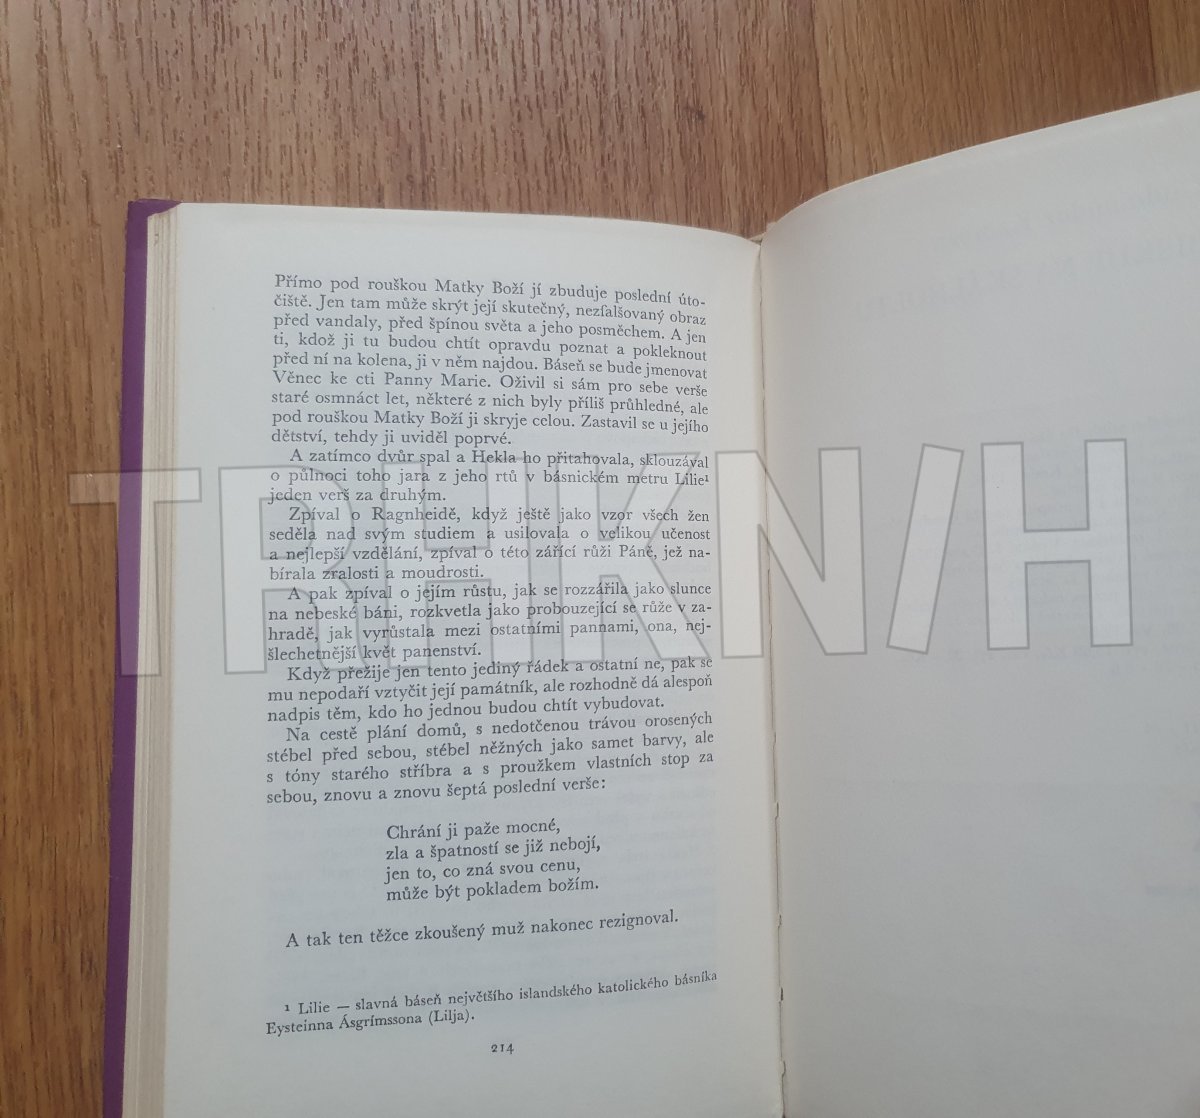 Přímo pod rouškou Matky Boží jí zbuduje poslední úto-
čiště. Jen tam může skrýt její skutečný, nezfalšovaný obraz
před vandaly, před špínou světa a jeho posměchem. A jen
ti, kdož ji tu budou chtít opravdu poznat a pokleknout
před ní na kolena, ji v něm najdou. Báseň se bude jmenovat
Věnec ke cti Panny Marie. Oživil si sám pro sebe verše
staré osmnáct let, některé z nich byly příliš průhledné, ale
pod rouškou Matky Boží ji skryje celou. Zastavil se u jejího
dětství, tehdy ji uviděl poprvé.
A zatímco dvůr spal a Hekla ho přitahovala, sklouzával
o půlnoci toho jara z jeho rtů v básnickém metru Lilie¹
jeden verš za druhým.
Zpíval o Ragnheidě, když ještě jako vzor všech žen
seděla nad svým studiem a usilovala o velikou učenost
a nejlepší vzdělání, zpíval o této zářící růži Páně, jež na-
bírala zralosti a moudrosti.
A pak zpíval o jejím růstu, jak se rozzářila jako slunce
na nebeské báni, rozkvetla jako probouzející se růže v za-
hradě, jak vyrůstala mezi ostatními pannami, ona, nej-
šlechetnější květ panenství.
Když přežije jen tento jediný řádek a ostatní ne, pak se
mu nepodaří vztyčit její památník, ale rozhodně dá alespoň
nadpis těm, kdo ho jednou budou chtít vybudovat.
Na cestě plání domů, s nedotčenou trávou orosených
stébel před sebou, stébel něžných jako samet barvy, ale
s tóny starého stříbra a s proužkem vlastních stop za
sebou, znovu a znovu šeptá poslední verše:
Chrání ji paže mocné,
zla a špatností se již nebojí,
jen to, co zná svou cenu,
může být pokladem božím.
A tak ten těžce zkoušený muž nakonec rezignoval.
¹ Lilie — slavná báseň největšího islandského katolického básníka
Eysteinna Ásgrímssona (Lilja).
214
TRHKN/H